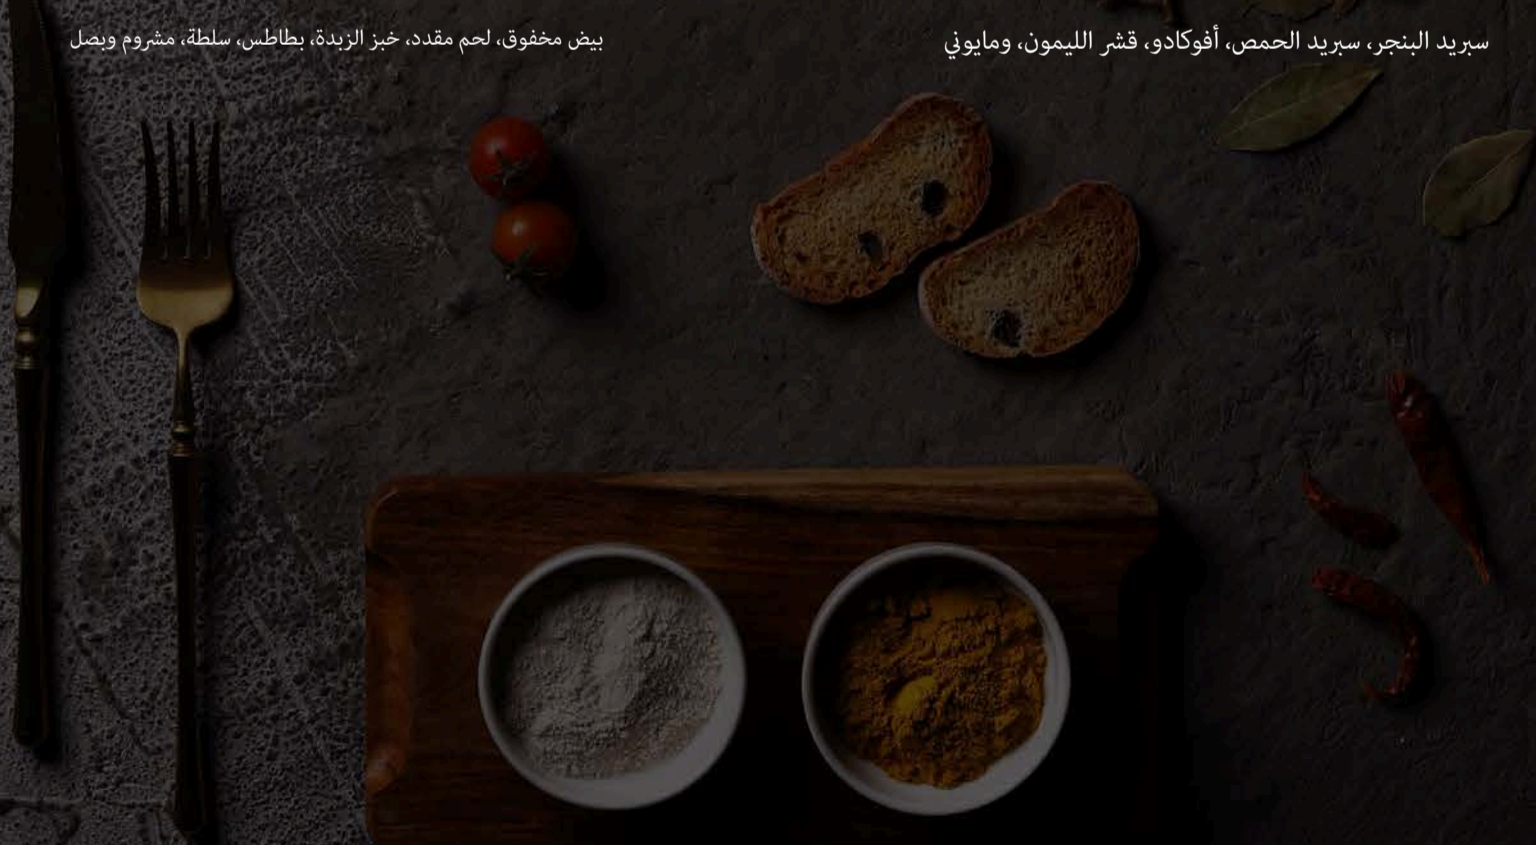 سبريد البنجر، سبريد الحمص، أفوكادو، قشر الليمون، ومايوني
بيض مخفوق، لحم مقدد، خبز الزبدة، بطاطس، سلطة، مشروم وبصل